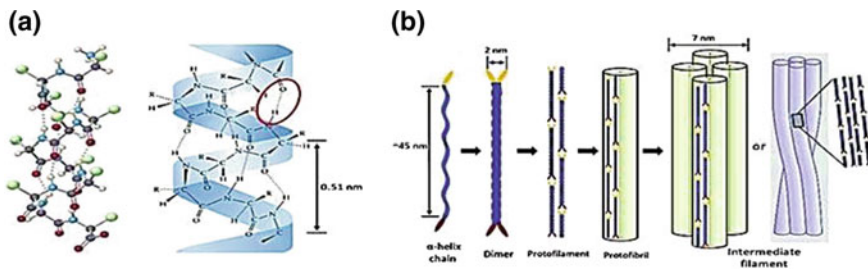 (a)
(b)
0.51 nm
2 nm
7 nm
~45 nm
or
α-helix
chain
Dimer
Protofilament
Protofibril
Intermediate
filament